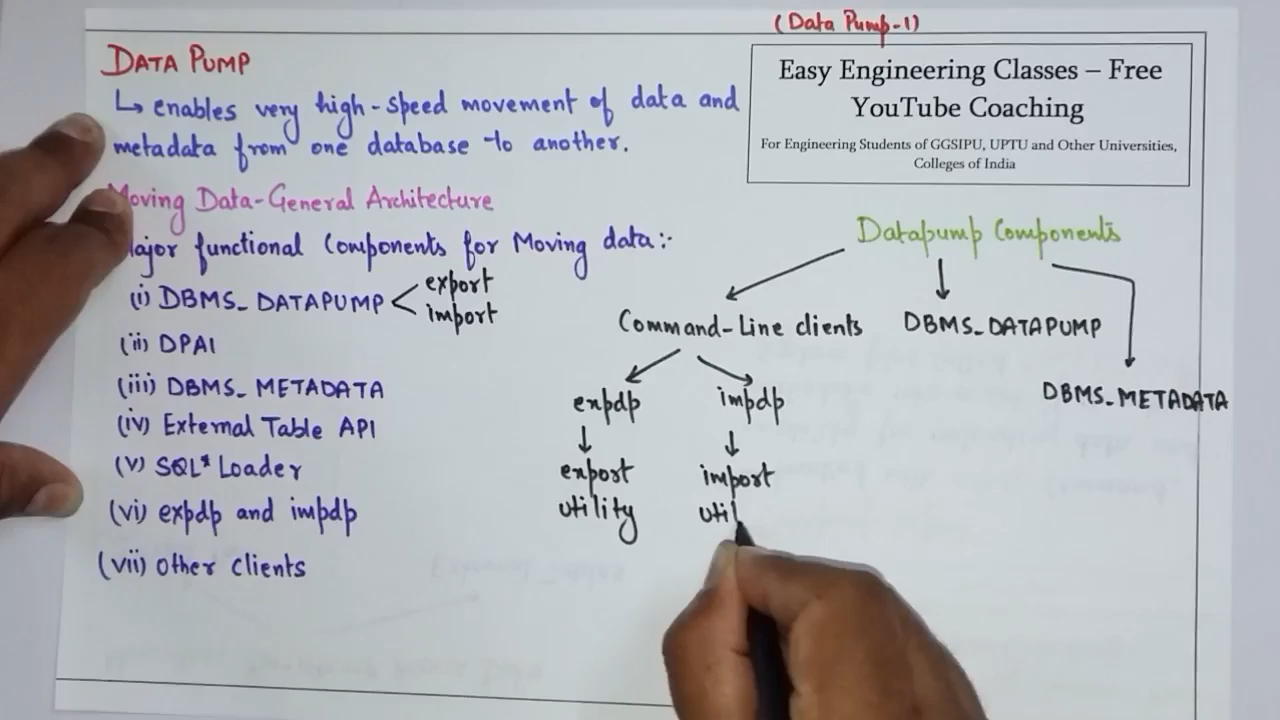 (Data Pump-1)
DATA PUMP
↳ enables very high-speed movement of data and
metadata from one database to another.
Easy Engineering Classes – Free
YouTube Coaching
For Engineering Students of GGSIPU, UPTU and Other Universities,
Colleges of India
Moving Data-General Architecture
Major functional Components for Moving data:-
(i) DBMS_DATAPUMP
export
import
(ii) DPAI
(iii) DBMS_METADATA
(iv) External Table API
(v) SQL* Loader
(vi) expdp and impdp
(vii) other clients
Datapump Components
Command-Line clients
DBMS_DATAPUMP
DBMS_METADATA
expdp
impdp
export
utility
import
util